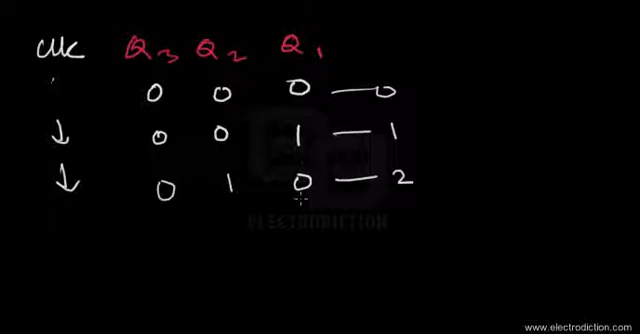 Clk Q3 Q2 Q1
0 0 0 — 0
↓ 0 0 1 — 1
↓ 0 1 0 — 2
ELECTRODICTION
www.electrodiction.com